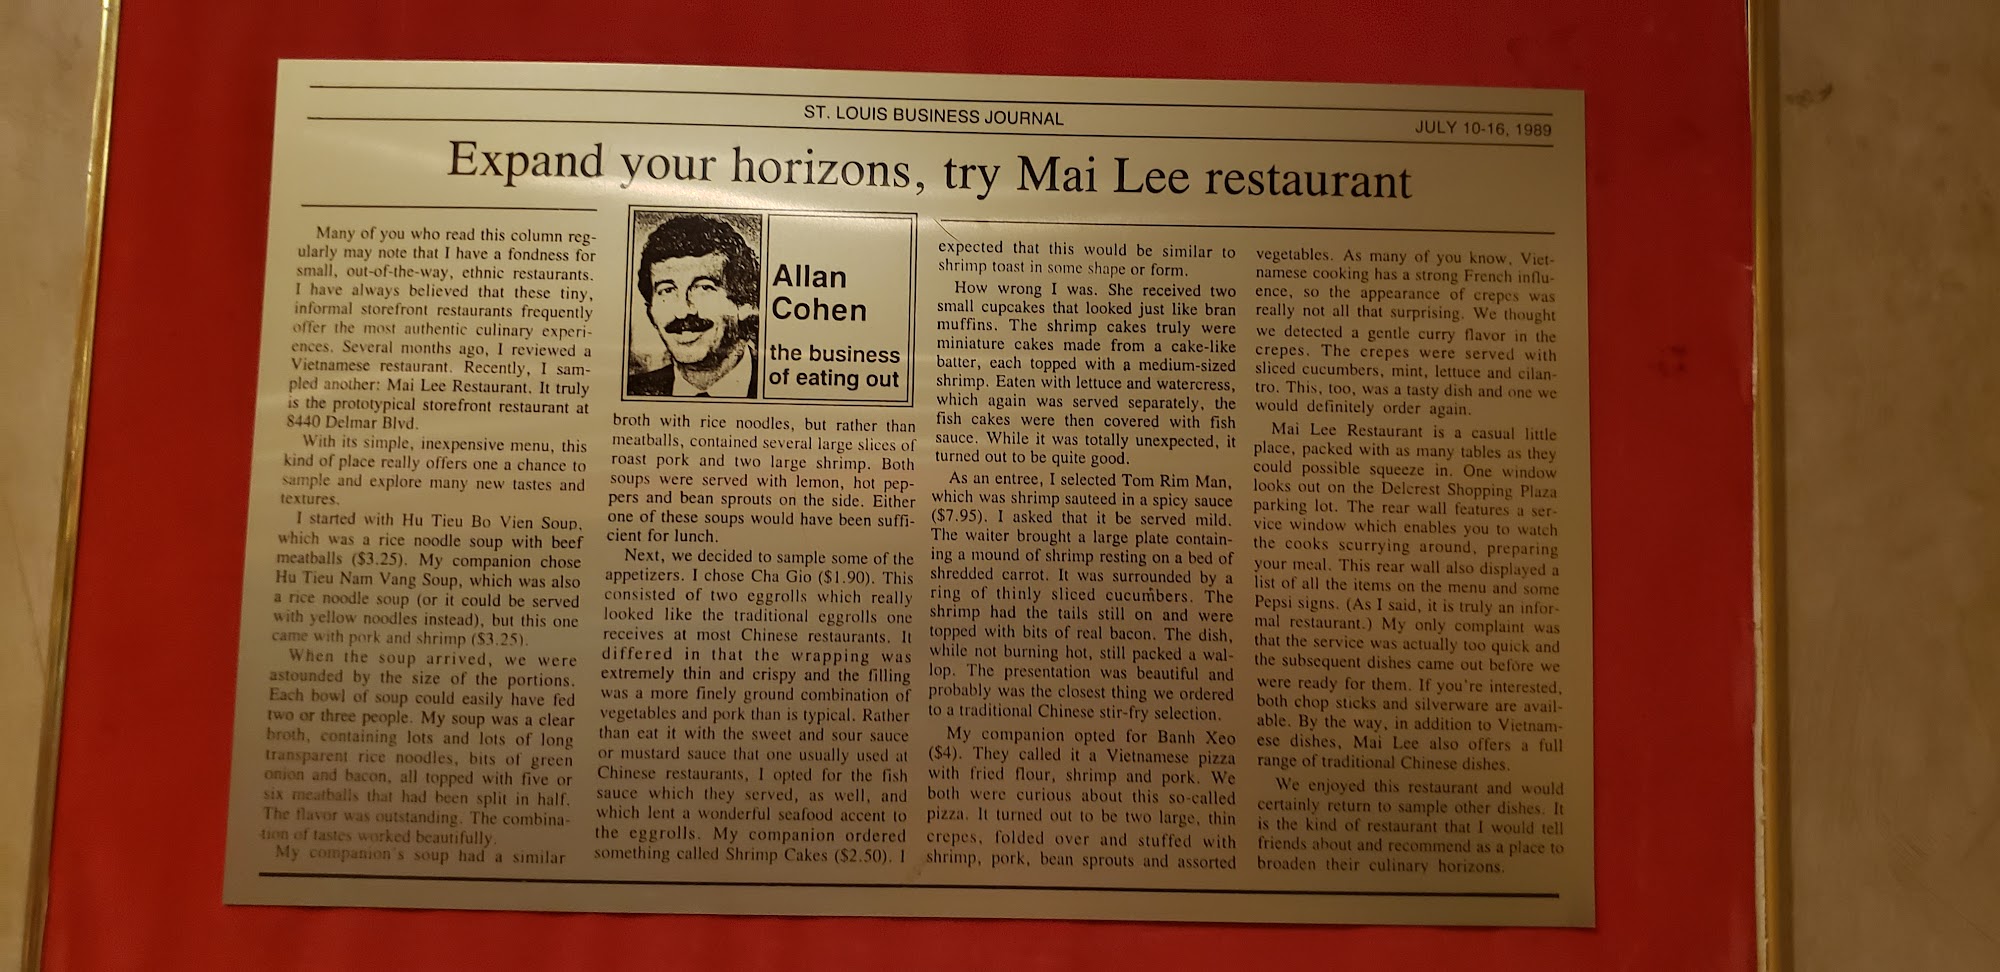 ST. LOUIS BUSINESS JOURNAL
JULY 10-16, 1989
Expand your horizons, try Mai Lee restaurant
Many of you who read this column reg-
ularly may note that I have a fondness for
small, out-of-the-way, ethnic restaurants.
I have always believed that these tiny,
informal storefront restaurants frequently
offer the most authentic culinary experi-
ences. Several months ago, I reviewed a
Vietnamese restaurant. Recently, I sam-
pled another: Mai Lee Restaurant. It truly
is the prototypical storefront restaurant at
8440 Delmar Blvd.
With its simple, inexpensive menu, this
kind of place really offers one a chance to
sample and explore many new tastes and
textures.
I started with Hu Tieu Bo Vien Soup,
which was a rice noodle soup with beef
meatballs ($3.25). My companion chose
Hu Tieu Nam Vang Soup, which was also
a rice noodle soup (or it could be served
with yellow noodles instead), but this one
came with pork and shrimp ($3.25).
When the soup arrived, we were
astounded by the size of the portions.
Each bowl of soup could easily have fed
two or three people. My soup was a clear
broth, containing lots and lots of long
transparent rice noodles, bits of green
onion and bacon, all topped with five or
six meatballs that had been split in half.
The flavor was outstanding. The combina-
tion of tastes worked beautifully.
My companion's soup had a similar
Allan
Cohen
the business
of eating out
broth with rice noodles, but rather than
meatballs, contained several large slices of
roast pork and two large shrimp. Both
soups were served with lemon, hot pep-
pers and bean sprouts on the side. Either
one of these soups would have been suffi-
cient for lunch.
Next, we decided to sample some of the
appetizers. I chose Cha Gio ($1.90). This
consisted of two eggrolls which really
looked like the traditional eggrolls one
receives at most Chinese restaurants. It
differed in that the wrapping was
extremely thin and crispy and the filling
was a more finely ground combination of
vegetables and pork than is typical. Rather
than eat it with the sweet and sour sauce
or mustard sauce that one usually used at
Chinese restaurants, I opted for the fish
sauce which they served, as well, and
which lent a wonderful seafood accent to
the eggrolls. My companion ordered
something called Shrimp Cakes ($2.50). I
expected that this would be similar to
shrimp toast in some shape or form.
How wrong I was. She received two
small cupcakes that looked just like bran
muffins. The shrimp cakes truly were
miniature cakes made from a cake-like
batter, each topped with a medium-sized
shrimp. Eaten with lettuce and watercress,
which again was served separately, the
fish cakes were then covered with fish
sauce. While it was totally unexpected, it
turned out to be quite good.
As an entree, I selected Tom Rim Man,
which was shrimp sauteed in a spicy sauce
($7.95). I asked that it be served mild.
The waiter brought a large plate contain-
ing a mound of shrimp resting on a bed of
shredded carrot. It was surrounded by a
ring of thinly sliced cucumbers. The
shrimp had the tails still on and were
topped with bits of real bacon. The dish,
while not burning hot, still packed a wal-
lop. The presentation was beautiful and
probably was the closest thing we ordered
to a traditional Chinese stir-fry selection.
My companion opted for Banh Xeo
($4). They called it a Vietnamese pizza
with fried flour, shrimp and pork. We
both were curious about this so-called
pizza. It turned out to be two large, thin
crepes, folded over and stuffed with
shrimp, pork, bean sprouts and assorted
vegetables. As many of you know, Viet-
namese cooking has a strong French influ-
ence, so the appearance of crepes was
really not all that surprising. We thought
we detected a gentle curry flavor in the
crepes. The crepes were served with
sliced cucumbers, mint, lettuce and cilan-
tro. This, too, was a tasty dish and one we
would definitely order again.
Mai Lee Restaurant is a casual little
place, packed with as many tables as they
could possible squeeze in. One window
looks out on the Delcrest Shopping Plaza
parking lot. The rear wall features a ser-
vice window which enables you to watch
the cooks scurrying around, preparing
your meal. This rear wall also displayed a
list of all the items on the menu and some
Pepsi signs. (As I said, it is truly an infor-
mal restaurant.) My only complaint was
that the service was actually too quick and
the subsequent dishes came out before we
were ready for them. If you're interested,
both chop sticks and silverware are avail-
able. By the way, in addition to Vietnam-
ese dishes, Mai Lee also offers a full
range of traditional Chinese dishes.
We enjoyed this restaurant and would
certainly return to sample other dishes. It
is the kind of restaurant that I would tell
friends about and recommend as a place to
broaden their culinary horizons.